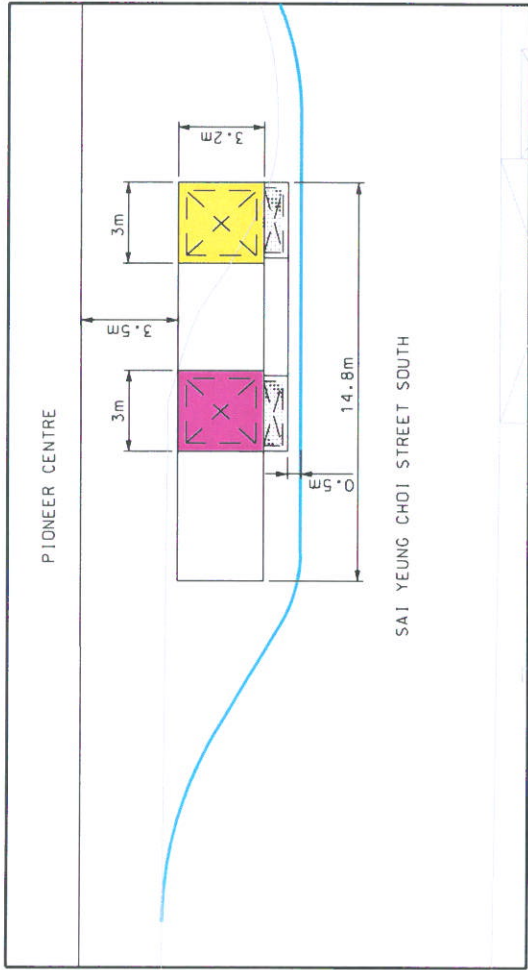 PIONEER CENTRE
3.5m
3m
3m
3.2m
0.5m
14.8m
SAI YEUNG CHOI STREET SOUTH